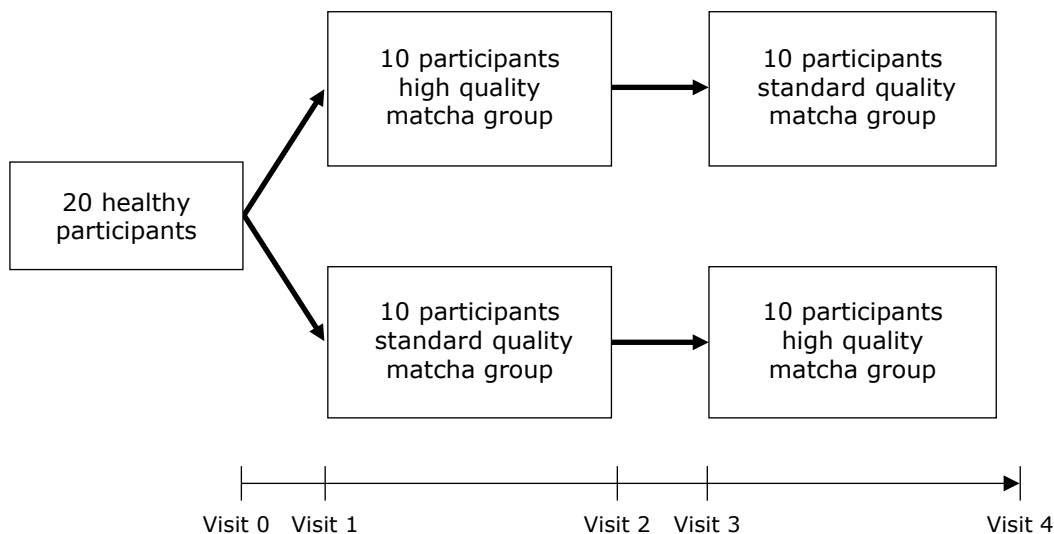 20 healthy
participants
10 participants
high quality
matcha group
10 participants
standard quality
matcha group
10 participants
standard quality
matcha group
10 participants
high quality
matcha group
Visit 0
Visit 1
Visit 2
Visit 3
Visit 4